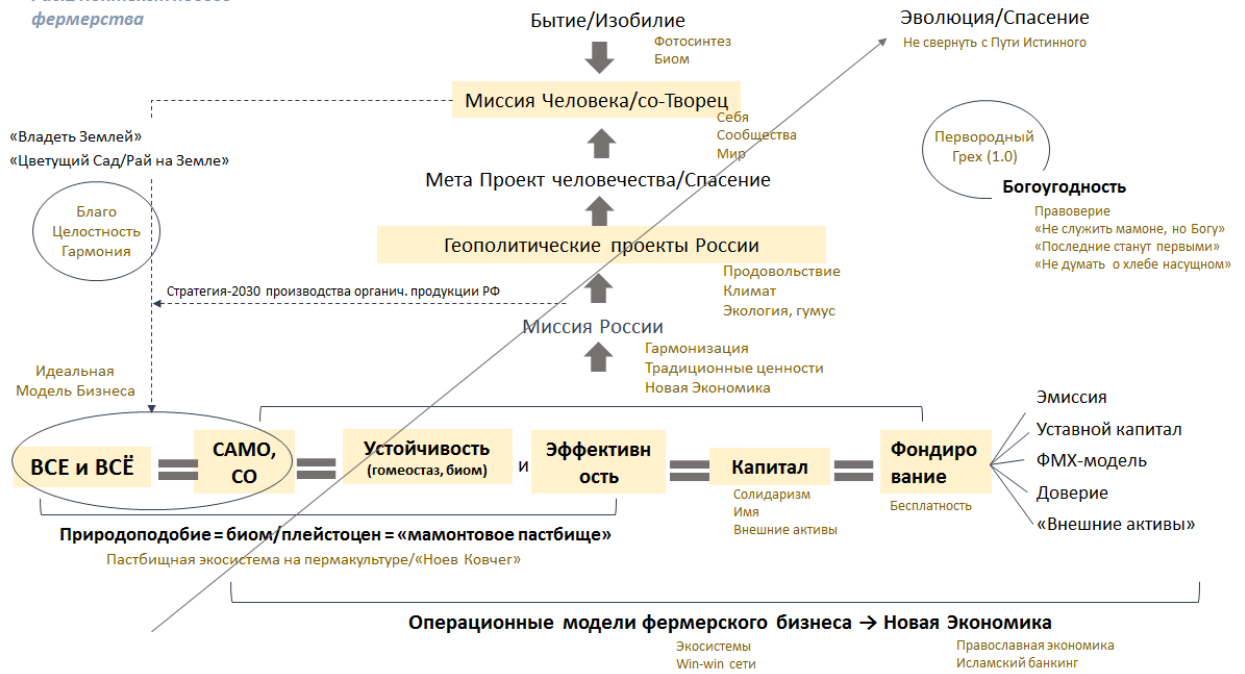 фермерства
Бытие/Изобилие
Фотосинтез
Биом
Эволюция/Спасение
Не свернуть с Пути Истинного
Миссия Человека/со-Творец
Себя
Сообщества
Мир
«Владеть Землей»
«Цветущий Сад/Рай на Земле»
Первородный
Грех (1.0)
Мета Проект человечества/Спасение
Богоугодность
Правоверие
«Не служить мамоне, но Богу»
«Последние станут первыми»
«Не думать о хлебе насущном»
Благо
Целостность
Гармония
Геополитические проекты России
Продовольствие
Климат
Экология, гумус
Стратегия-2030 производства органич. продукции РФ
Миссия России
Гармонизация
Традиционные ценности
Новая Экономика
Идеальная
Модель Бизнеса
ВСЕ и ВСЁ
САМО,
СО
Устойчивость
(гомеостаз, биом)
и
Эффективн
ость
Капитал
Солидаризм
Имя
Внешние активы
Фондиро
вание
Бесплатность
Эмиссия
Уставной капитал
ФМХ-модель
Доверие
«Внешние активы»
Природоподобие = биом/плейстоцен = «мамонтовое пастбище»
Пастбищная экосистема на пермакультуре/«Ноев Ковчег»
Операционные модели фермерского бизнеса → Новая Экономика
Экосистемы
Win-win сети
Православная экономика
Исламский банкинг